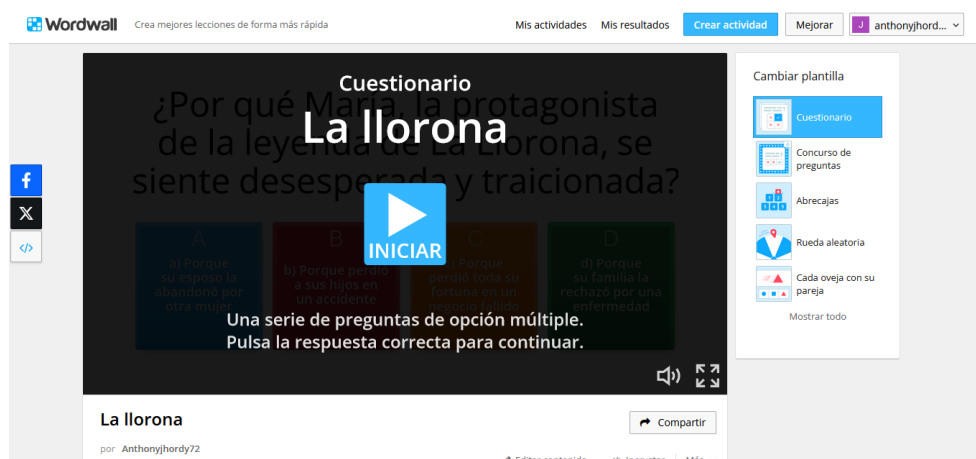 Wordwall
Crea mejores lecciones de forma más rápida
Mis actividades
Mis resultados
Crear actividad
Mejorar
J
anthonyjhord...
Cuestionario
La llorona
¿Por qué María, la protagonista
de la leyenda de La Llorona, se
siente desesperada y traicionada?
INICIAR
A
a) Porque
su esposo la
abandonó por
otra mujer
B
b) Porque perdió
a sus hijos en
un accidente
C
c) Porque
perdió toda su
fortuna en un
negocio fallido
D
d) Porque
su familia la
rechazó por una
enfermedad
Una serie de preguntas de opción múltiple.
Pulsa la respuesta correcta para continuar.
Cambiar plantilla
Cuestionario
Concurso de
preguntas
Abrecajas
Rueda aleatoria
Cada oveja con su
pareja
Mostrar todo
La llorona
Compartir
por Anthonyjhordy72
Editar contenido